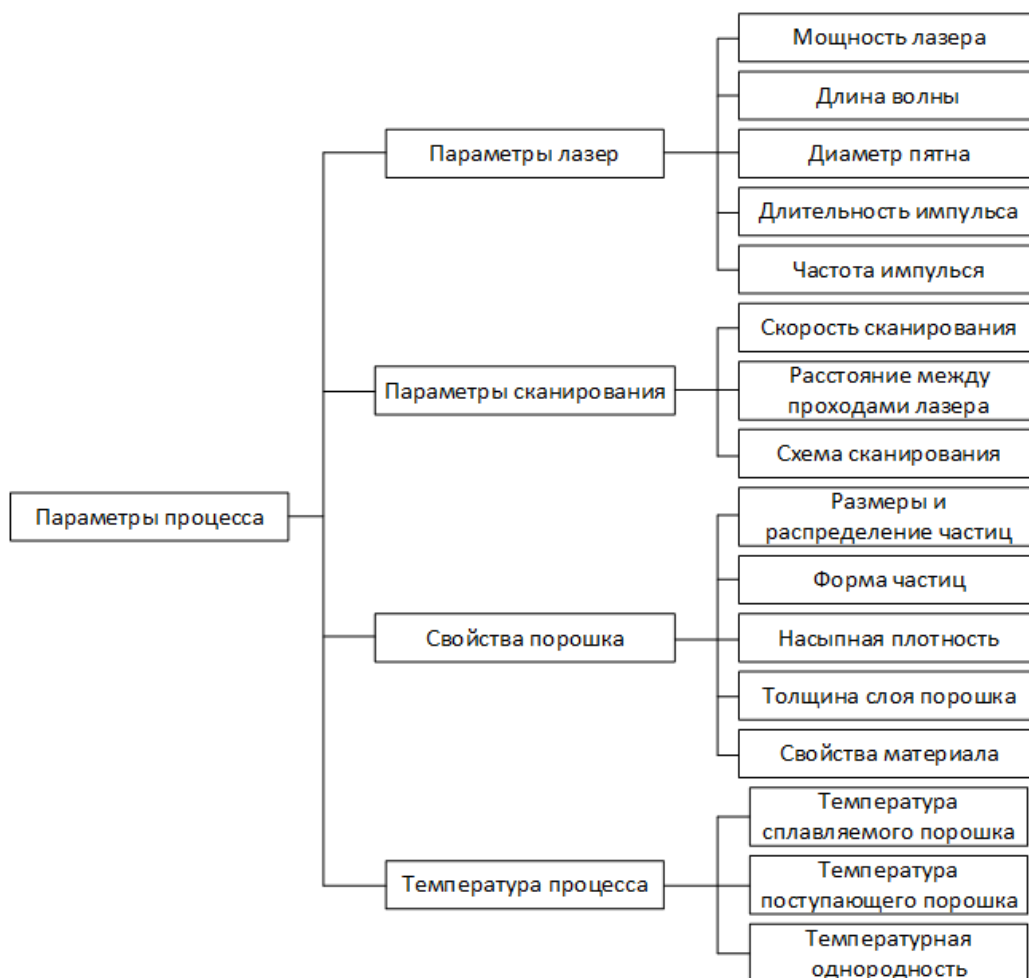 Мощность лазера
Длина волны
Параметры лазер
Диаметр пятна
Длительность импульса
Частота импулься
Скорость сканирования
Параметры сканирования
Расстояние между
проходами лазера
Схема сканирования
Параметры процесса
Размеры и
распределение частиц
Форма частиц
Свойства порошка
Насыпная плотность
Толщина слоя порошка
Свойства материала
Температура
сплавляемого порошка
Температура процесса
Температура
поступающего порошка
Температурная
однородность